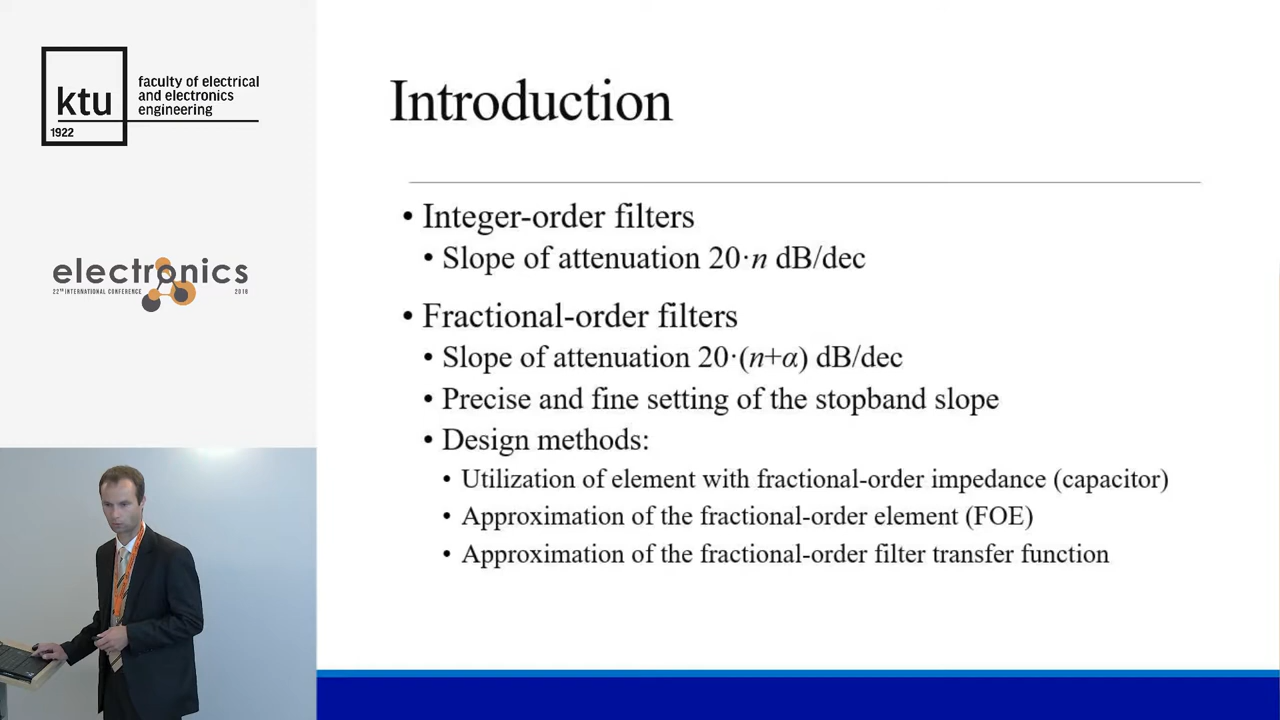 ktu
1922
faculty of electrical
and electronics
engineering
electronics
22ND INTERNATIONAL CONFERENCE 2018
Introduction
• Integer-order filters
• Slope of attenuation 20·n dB/dec
• Fractional-order filters
• Slope of attenuation 20·(n+α) dB/dec
• Precise and fine setting of the stopband slope
• Design methods:
• Utilization of element with fractional-order impedance (capacitor)
• Approximation of the fractional-order element (FOE)
• Approximation of the fractional-order filter transfer function